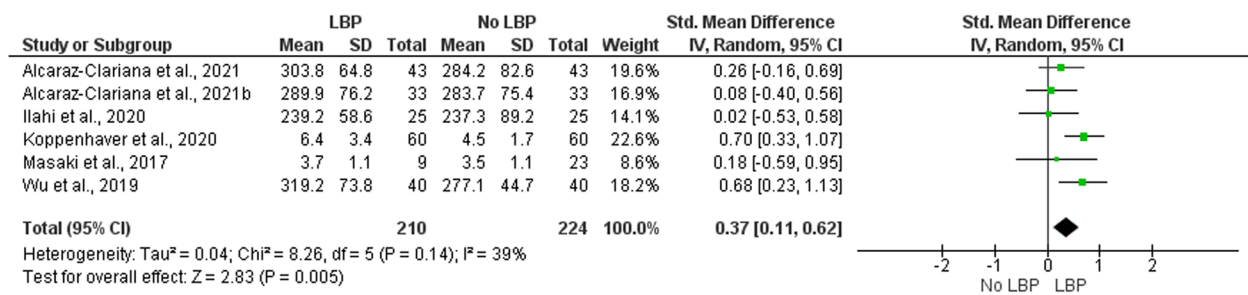 LBP No LBP Std. Mean Difference Std. Mean Difference
Study or Subgroup Mean SD Total Mean SD Total Weight IV, Random, 95% CI IV, Random, 95% CI
Alcaraz-Clariana et al., 2021 303.8 64.8 43 284.2 82.6 43 19.6% 0.26 [-0.16, 0.69]
Alcaraz-Clariana et al., 2021b 289.9 76.2 33 283.7 75.4 33 16.9% 0.08 [-0.40, 0.56]
Ilahi et al., 2020 239.2 58.6 25 237.3 89.2 25 14.1% 0.02 [-0.53, 0.58]
Koppenhaver et al., 2020 6.4 3.4 60 4.5 1.7 60 22.6% 0.70 [0.33, 1.07]
Masaki et al., 2017 3.7 1.1 9 3.5 1.1 23 8.6% 0.18 [-0.59, 0.95]
Wu et al., 2019 319.2 73.8 40 277.1 44.7 40 18.2% 0.68 [0.23, 1.13]
Total (95% CI) 210 224 100.0% 0.37 [0.11, 0.62]
Heterogeneity: Tau² = 0.04; Chi² = 8.26, df = 5 (P = 0.14); I² = 39%
Test for overall effect: Z = 2.83 (P = 0.005)
-2 -1 0 1 2
No LBP LBP